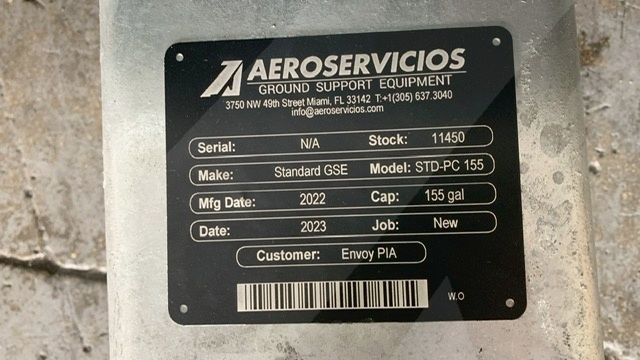 AEROSERVICIOS
GROUND SUPPORT EQUIPMENT
3750 NW 49th Street Miami, FL 33142 T:+1(305) 637.3040
info@aeroservicios.com
Serial: N/A Stock: 11450
Make: Standard GSE Model: STD-PC 155
Mfg Date: 2022 Cap: 155 gal
Date: 2023 Job: New
Customer: Envoy PIA
W.O